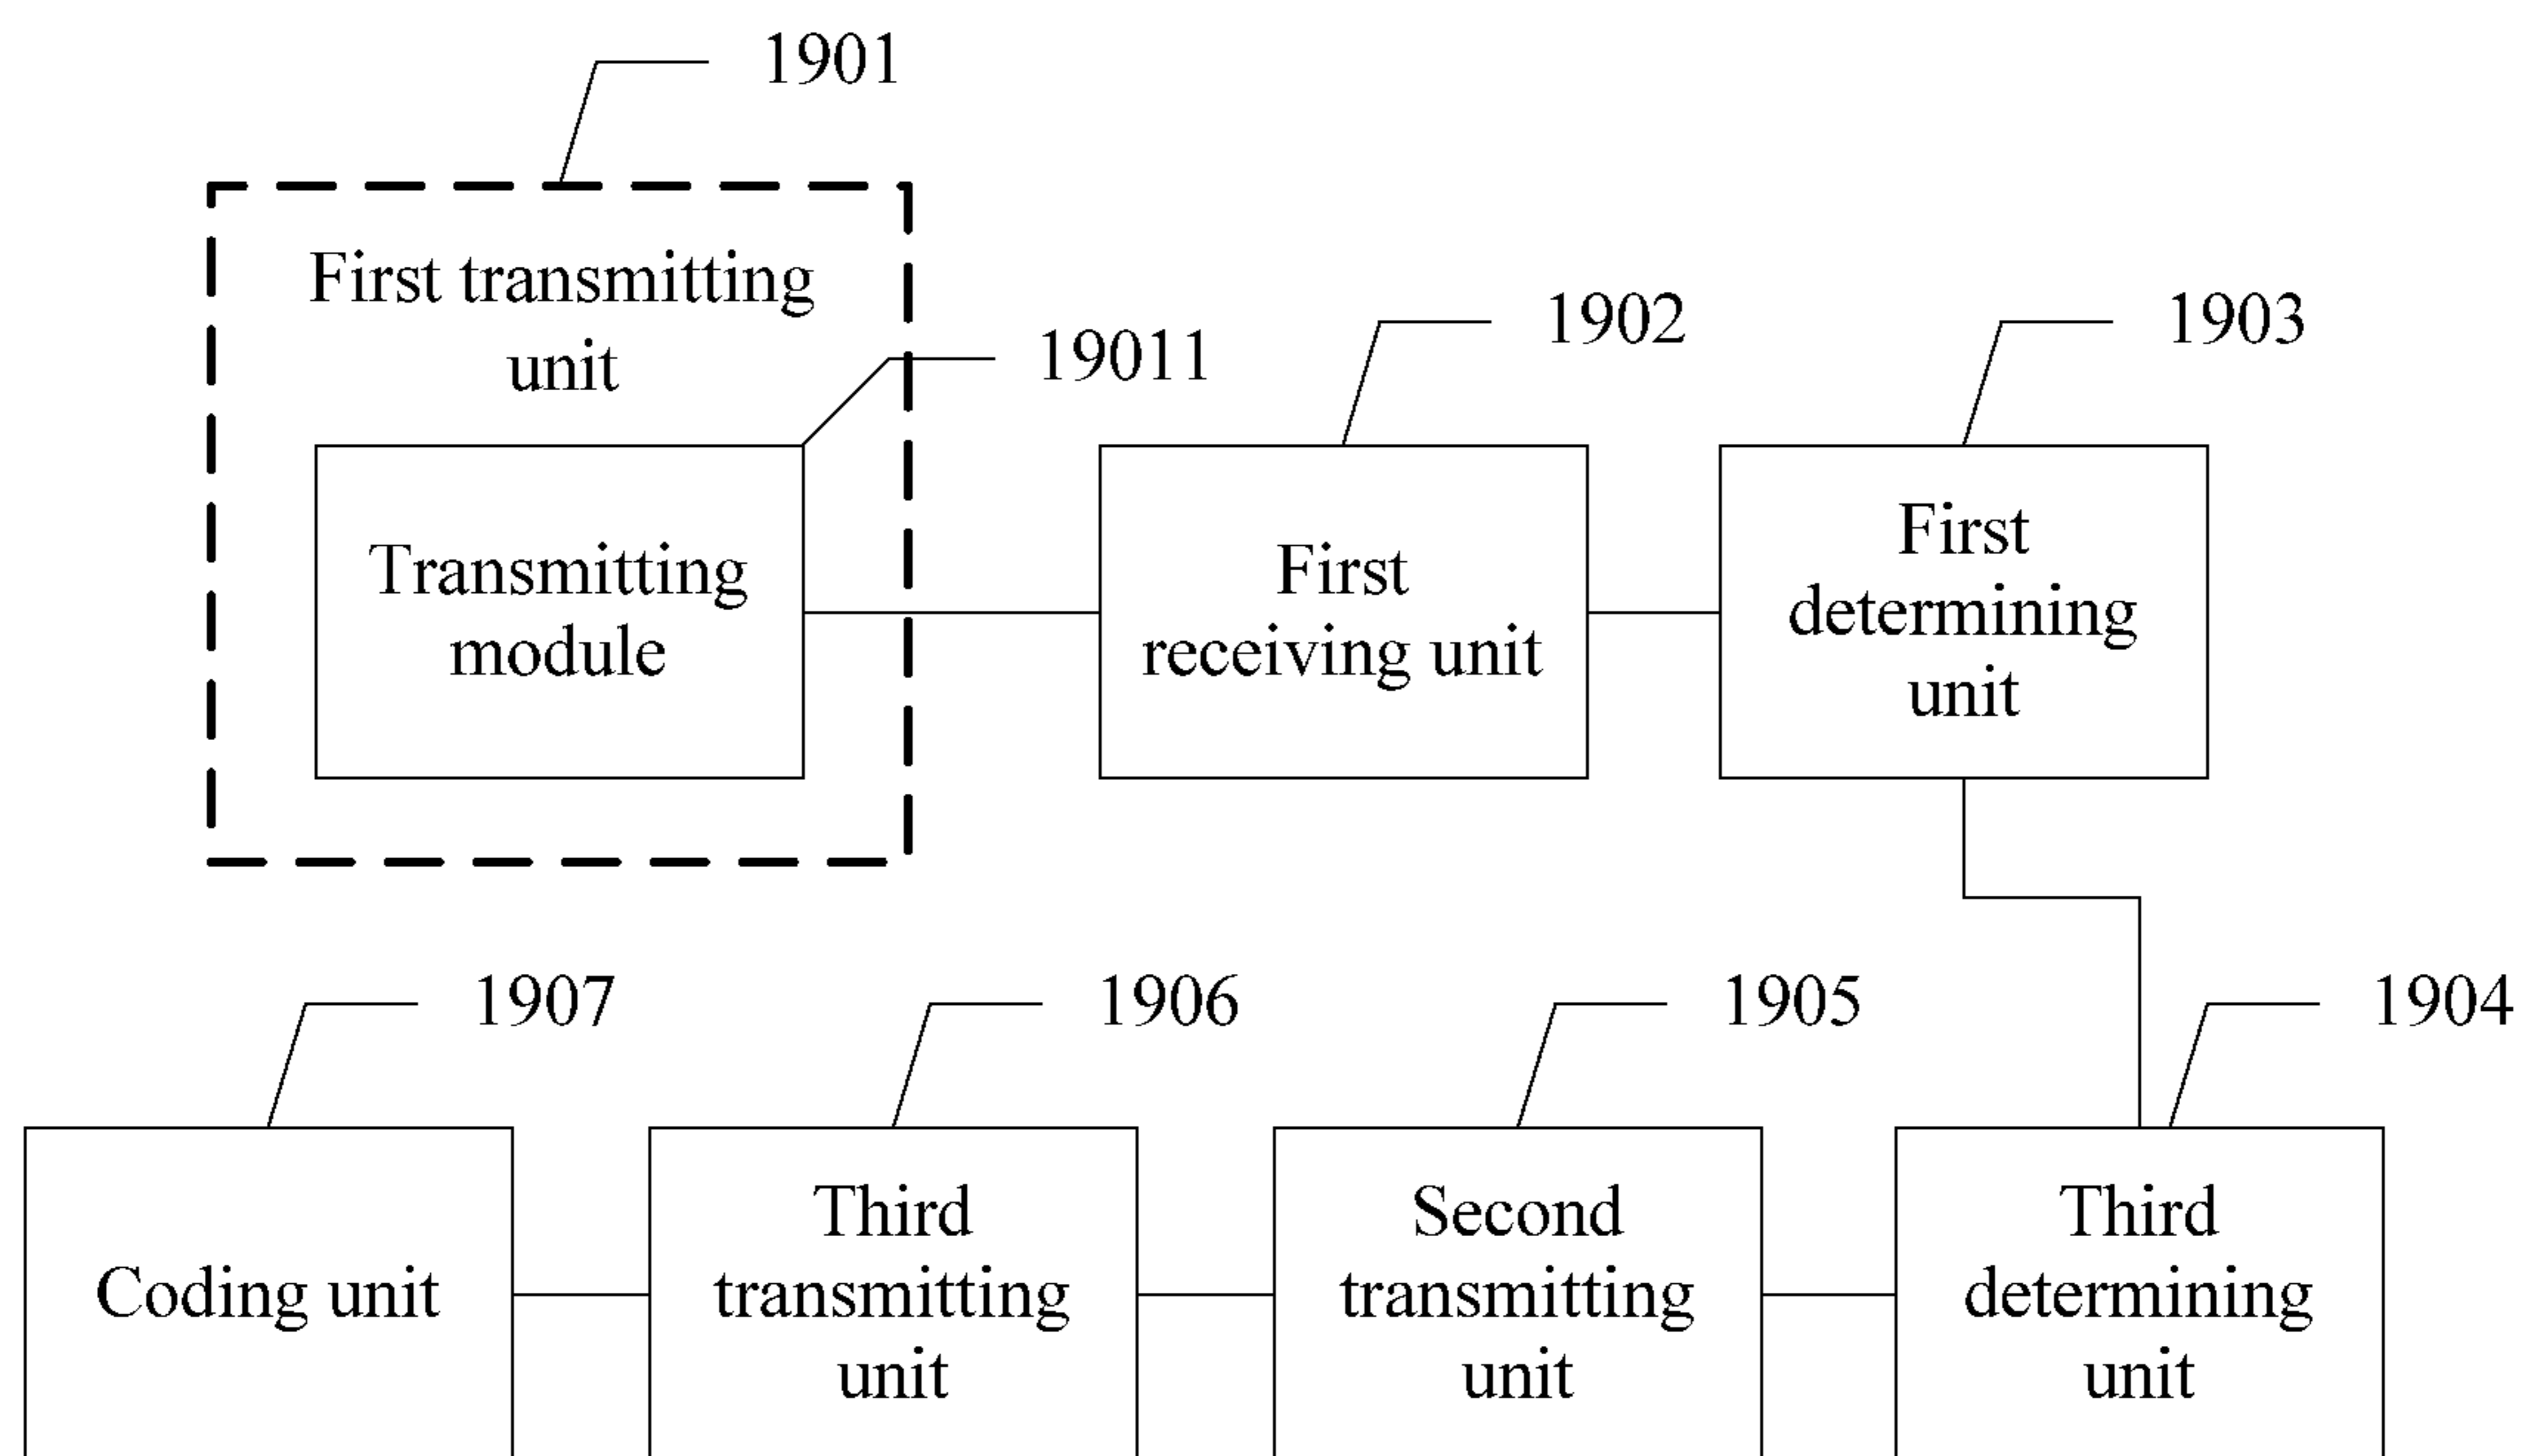 1901
First transmitting
unit
19011
1902
1903
Transmitting
module
First
receiving unit
First
determining
unit
1907
1906
1905
1904
Coding unit
Third
transmitting
unit
Second
transmitting
unit
Third
determining
unit